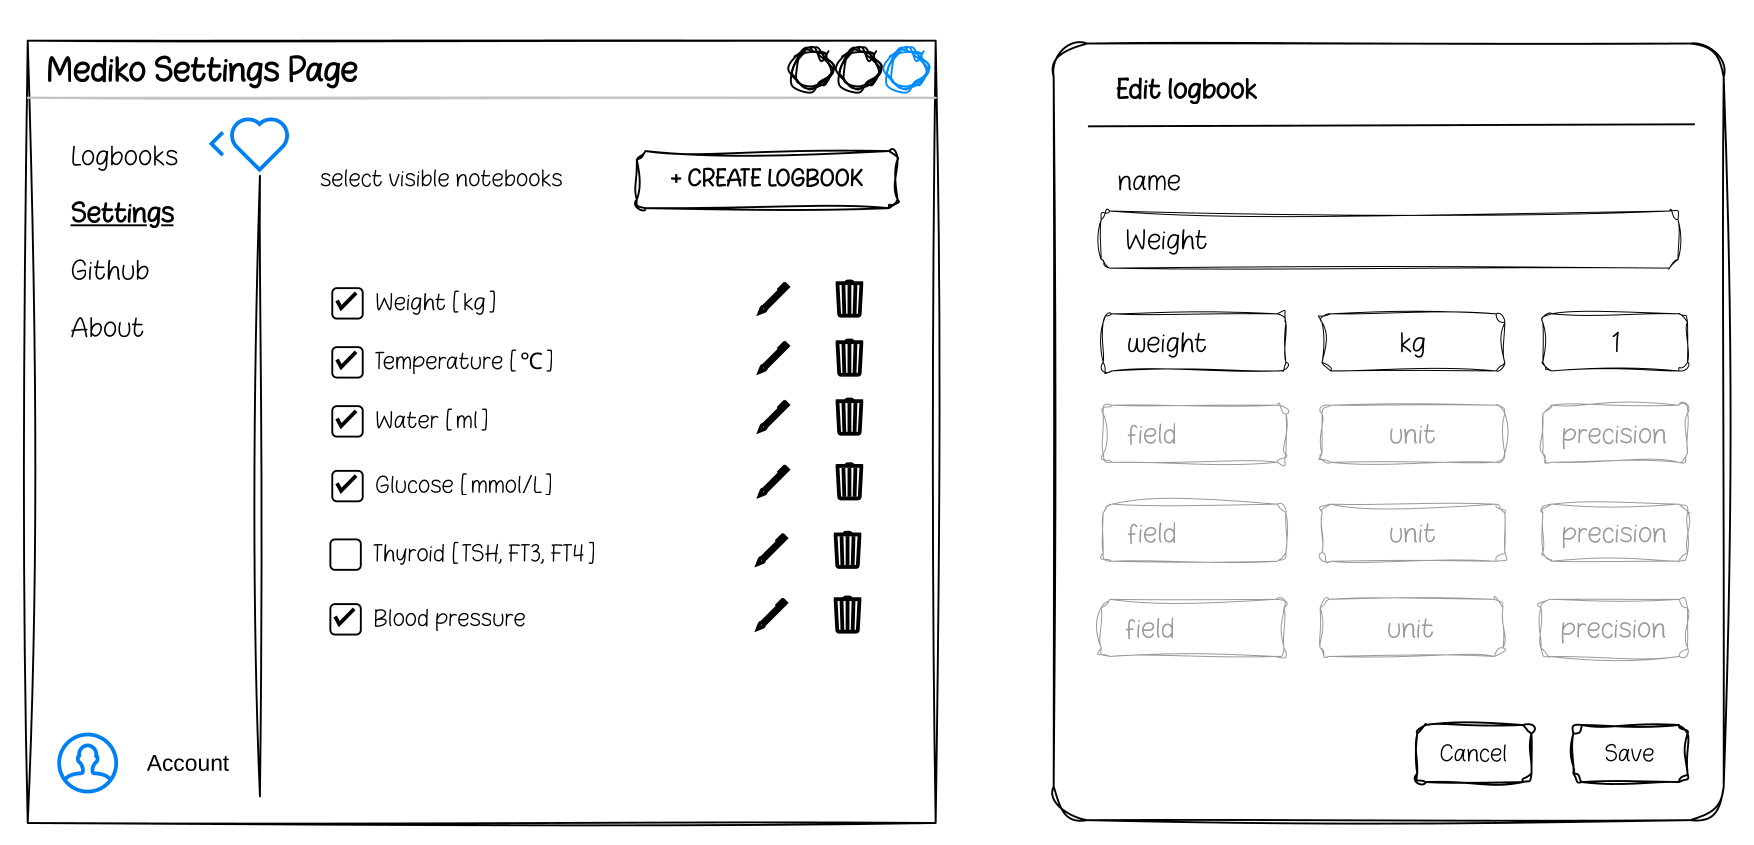 Mediko Settings Page
Logbooks
Settings
Github
About
Account
select visible notebooks
+ CREATE LOGBOOK
Weight [kg]
Temperature [°C]
Water [ml]
Glucose [mmol/L]
Thyroid [TSH, FT3, FT4]
Blood pressure
Edit logbook
name
Weight
weight kg 1
field unit precision
field unit precision
field unit precision
Cancel Save